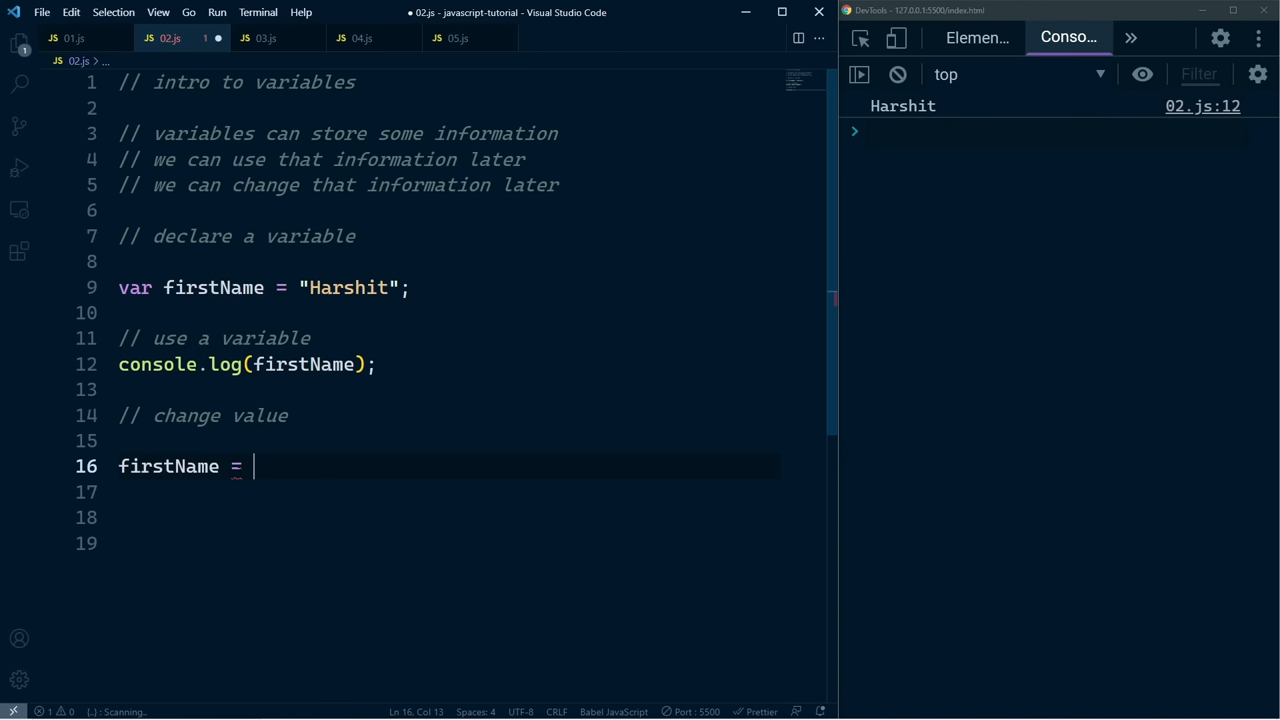 File Edit Selection View Go Run Terminal Help
● 02.js - javascript-tutorial - Visual Studio Code
JS 01.js JS 02.js 1 ● JS 03.js JS 04.js JS 05.js
JS 02.js > ...
1 // intro to variables
2
3 // variables can store some information
4 // we can use that information later
5 // we can change that information later
6
7 // declare a variable
8
9 var firstName = "Harshit";
10
11 // use a variable
12 console.log(firstName);
13
14 // change value
15
16 firstName =
17
18
19
1
1 0 {..} : Scanning..
Ln 16, Col 13 Spaces: 4 UTF-8 CRLF Babel JavaScript Port : 5500 Prettier
DevTools - 127.0.0.1:5500/index.html
Elemen... Conso... »
top ▼ Filter
Harshit 02.js:12
>